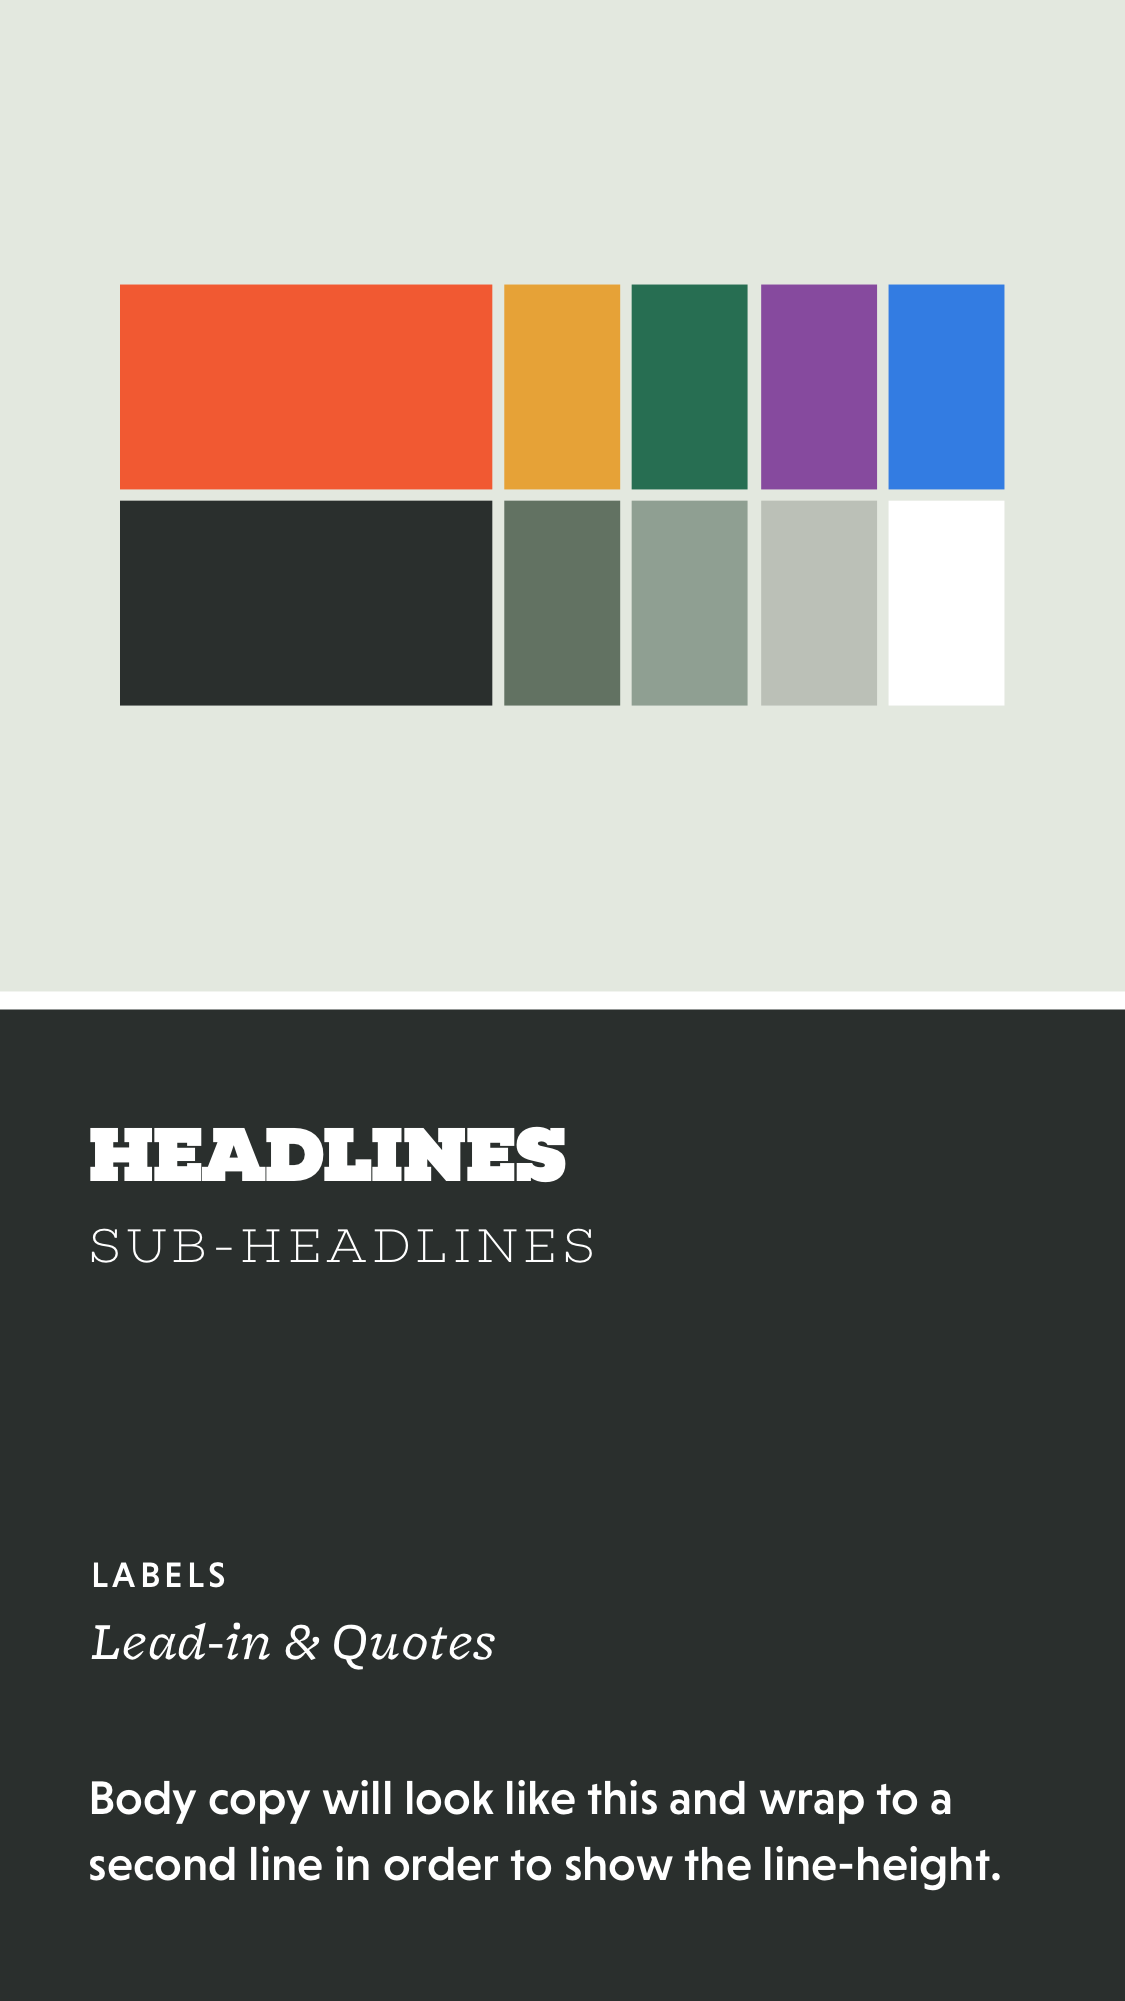 HEADLINES
SUB-HEADLINES
LABELS
Lead-in & Quotes
Body copy will look like this and wrap to a
second line in order to show the line-height.